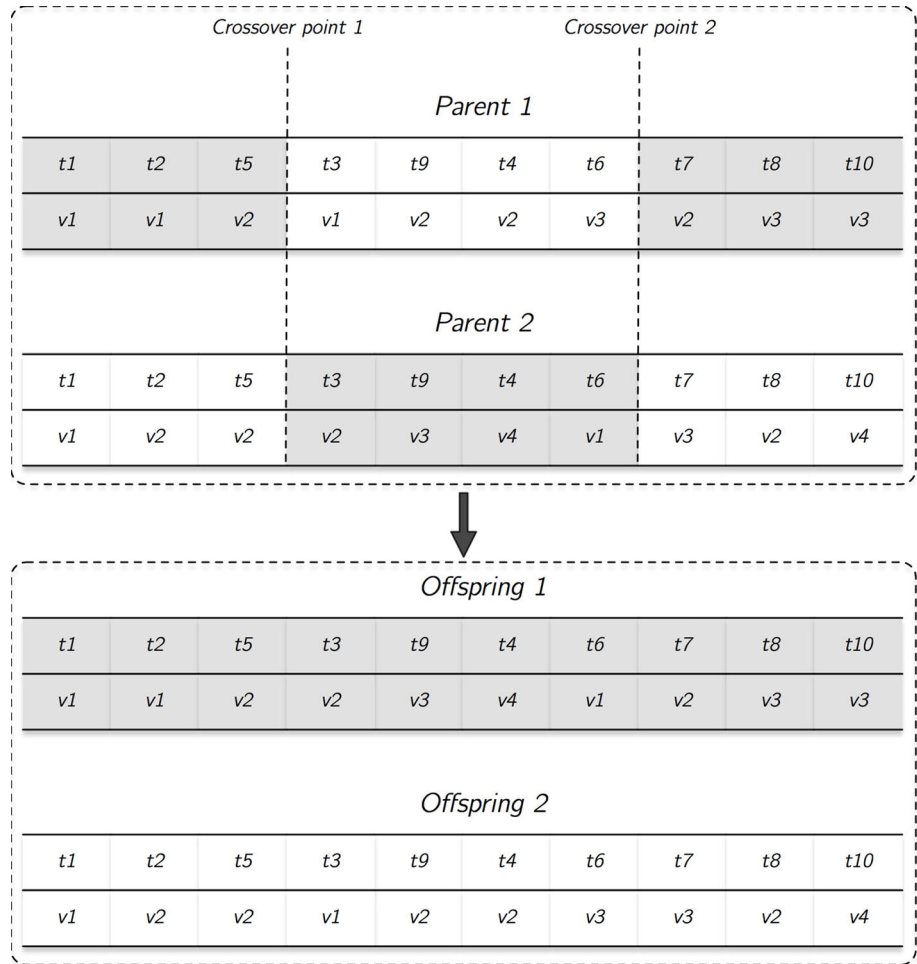 Crossover point 1 Crossover point 2
Parent 1
t1 t2 t5 t3 t9 t4 t6 t7 t8 t10
v1 v1 v2 v1 v2 v2 v3 v2 v3 v3
Parent 2
t1 t2 t5 t3 t9 t4 t6 t7 t8 t10
v1 v2 v2 v2 v3 v4 v1 v3 v2 v4
Offspring 1
t1 t2 t5 t3 t9 t4 t6 t7 t8 t10
v1 v1 v2 v2 v3 v4 v1 v2 v3 v3
Offspring 2
t1 t2 t5 t3 t9 t4 t6 t7 t8 t10
v1 v2 v2 v1 v2 v2 v3 v3 v2 v4